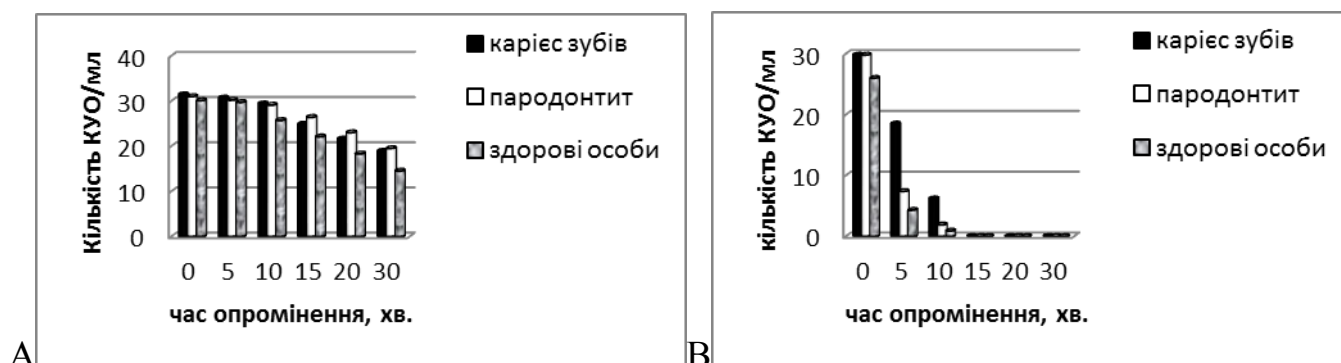 Кількість КУО/мл
40
30
20
10
0
0 5 10 15 20 30
час опромінення, хв.
карієс зубів
пародонтит
здорові особи
А
кількість КУО/мл
30
20
10
0
0 5 10 15 20 30
час опромінення, хв.
карієс зубів
пародонтит
здорові особи
В